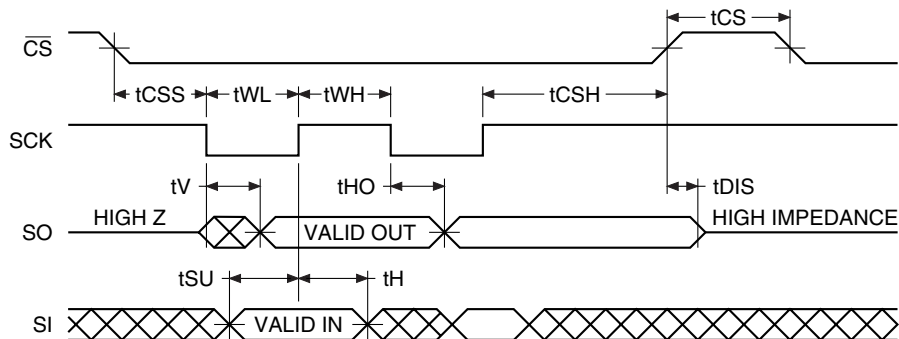 tCS
C̅S̅
tCSS tWL tWH tCSH
SCK
tV tHO tDIS
HIGH Z VALID OUT HIGH IMPEDANCE
SO
tSU tH
SI VALID IN